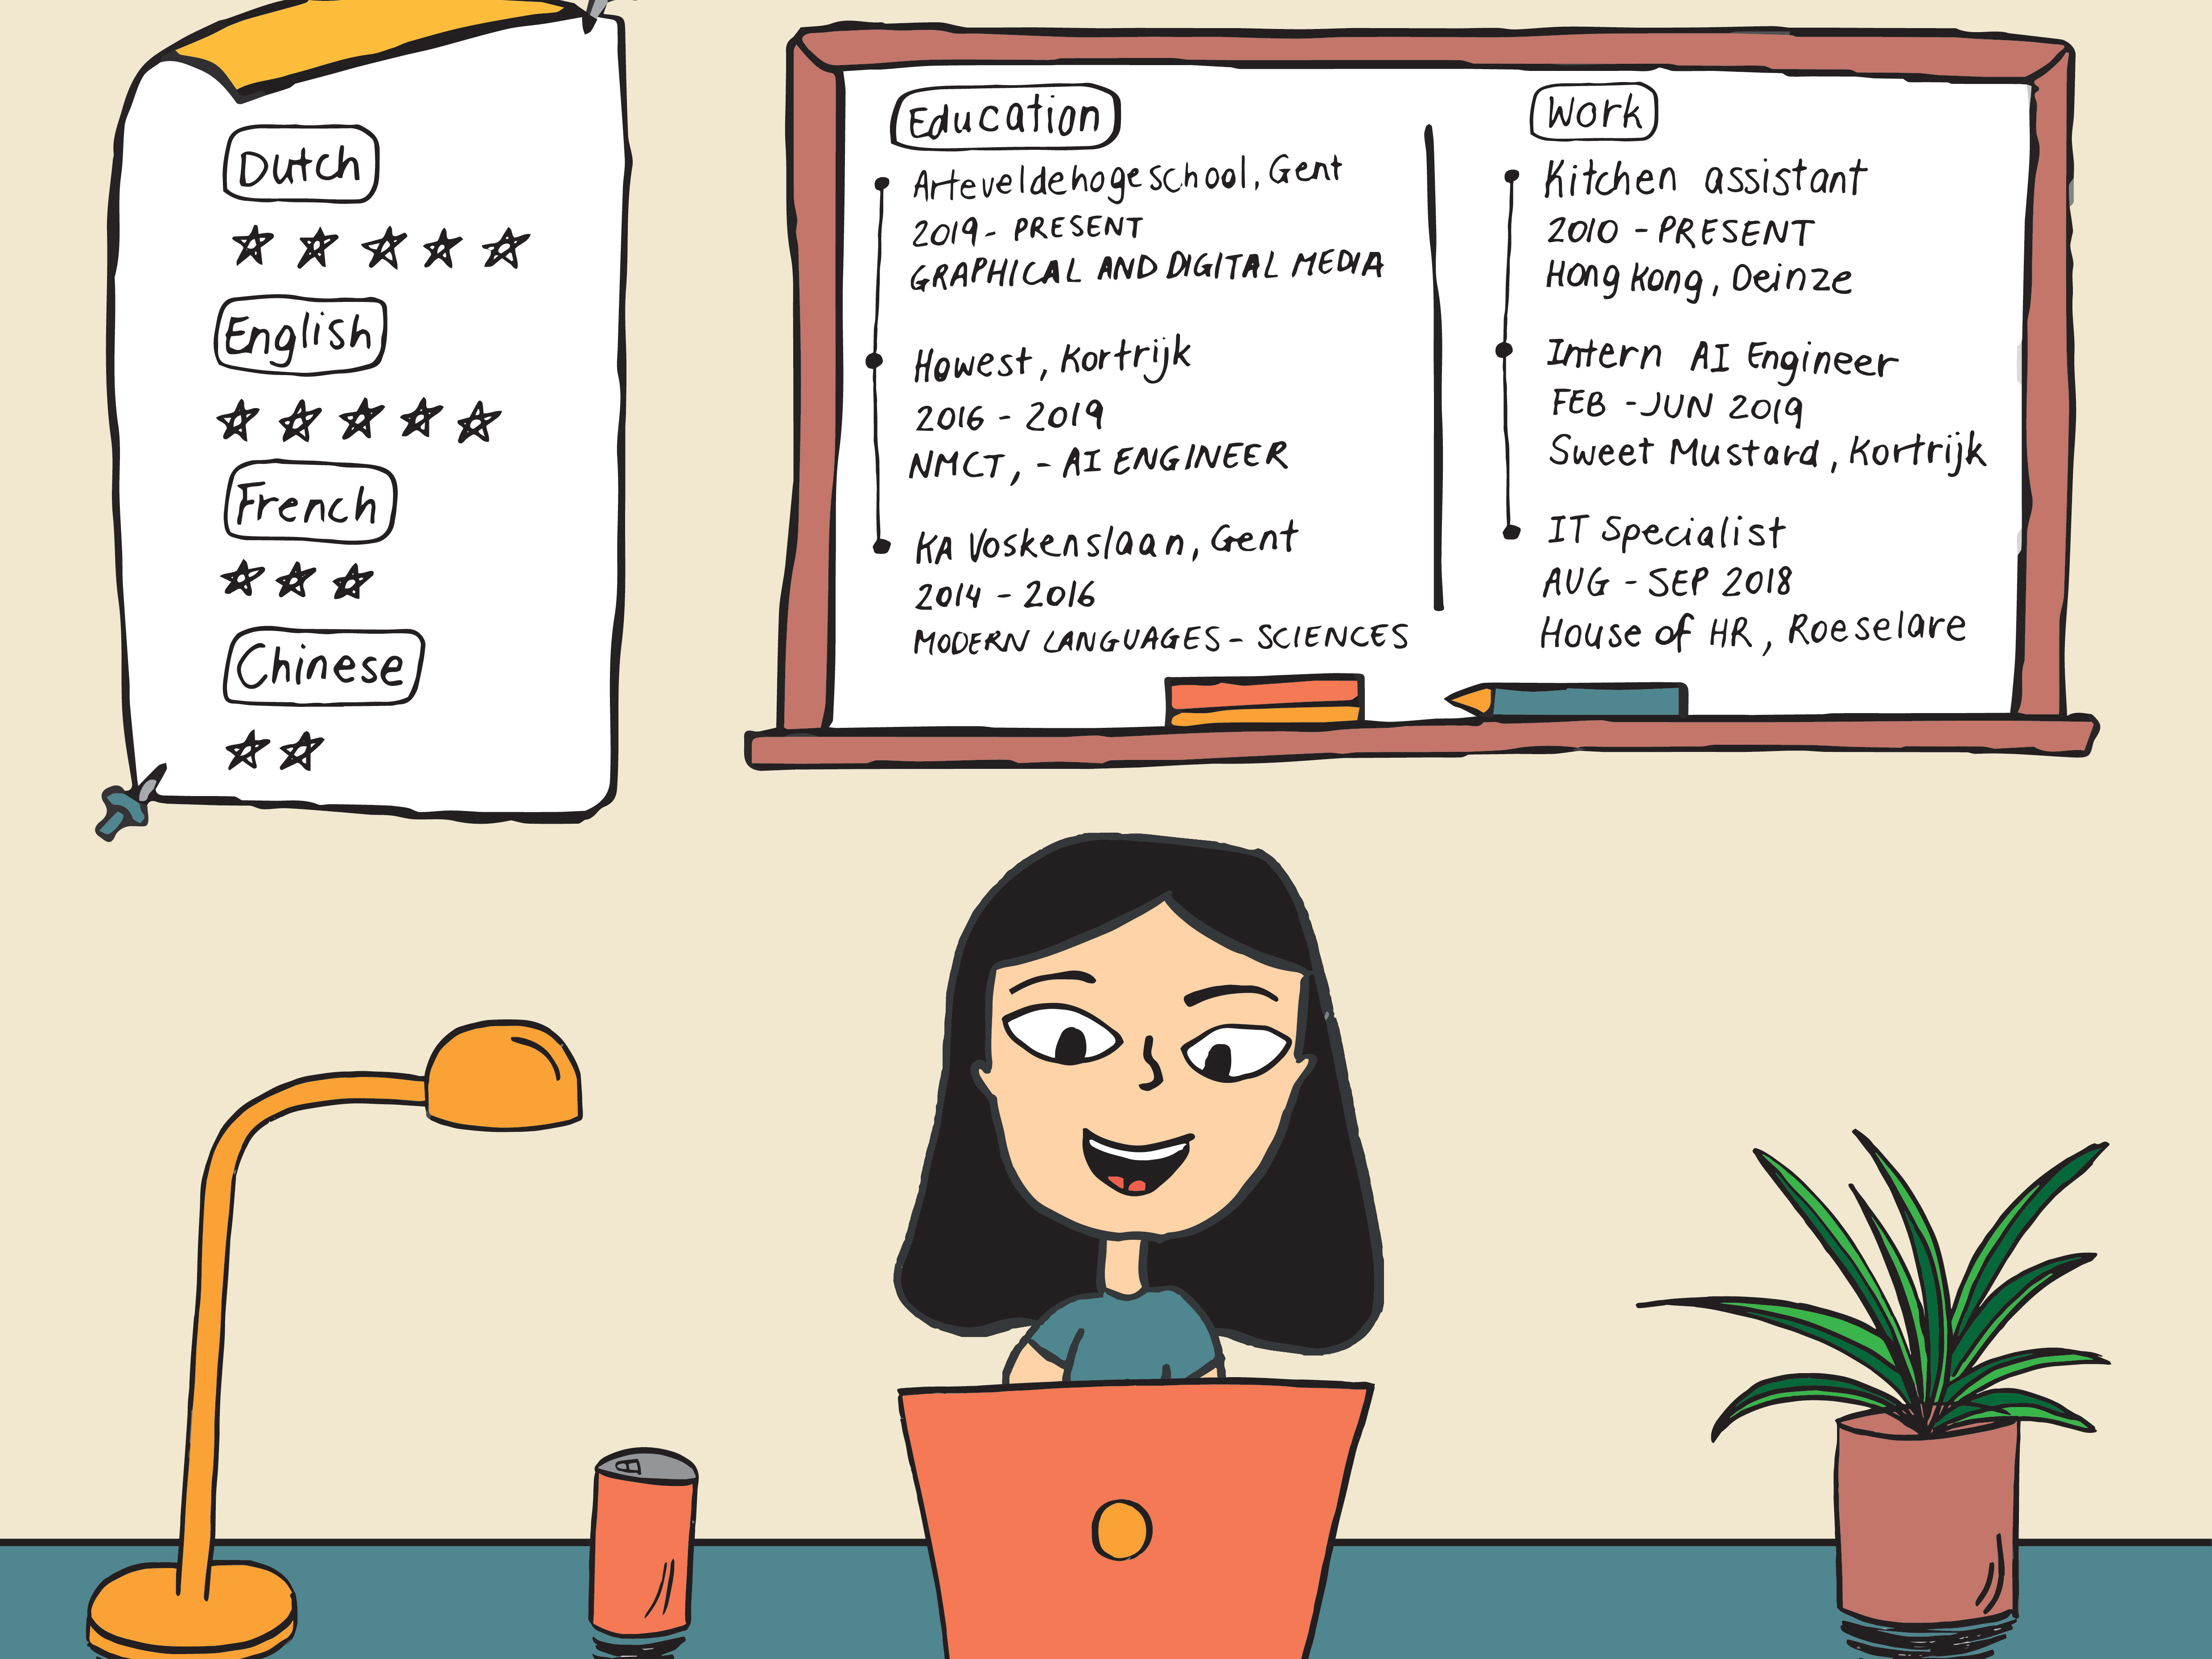 Dutch
English
French
Chinese
Education
Arteveldehogeschool, Gent
2019 - PRESENT
GRAPHICAL AND DIGITAL MEDIA
Howest, Kortrijk
2016 - 2019
NMCT, - AI ENGINEER
KA Voskenslaan, Gent
2014 - 2016
MODERN LANGUAGES - SCIENCES
Work
Kitchen assistant
2010 - PRESENT
Hong Kong, Deinze
Intern AI Engineer
FEB - JUN 2019
Sweet Mustard, Kortrijk
IT Specialist
AUG - SEP 2018
House of HR, Roeselare